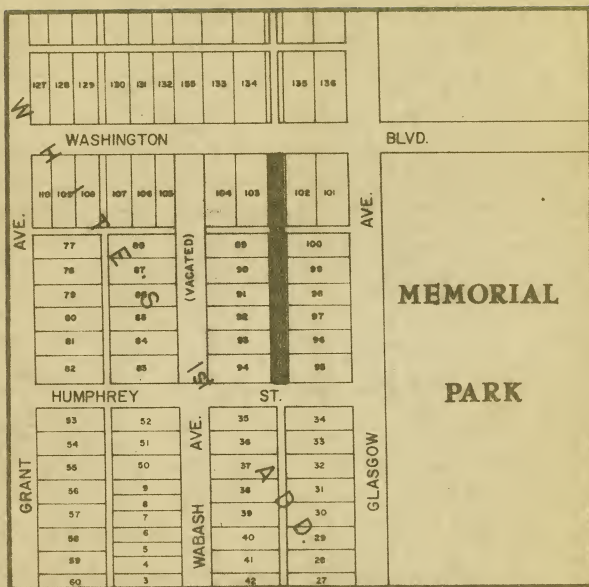 127 128 129 130 131 132 133 133 134 135 136
WASHINGTON BLVD.
110 109 108 107 106 105 104 103 102 101
AVE. AVE.
77 89 100
78 87 90 99
79 91 98
80 92 97
81 84 93 96
82 83 94 95
(VACATED)
WHITE'S 1ST ADD.
MEMORIAL
PARK
HUMPHREY ST.
53 52 35 34
54 51 36 33
55 50 37 32
56 9 38 31
57 8 39 30
7
58 6 40 29
5
59 4 41 28
60 3 42 27
GRANT
WABASH AVE.
GLASGOW